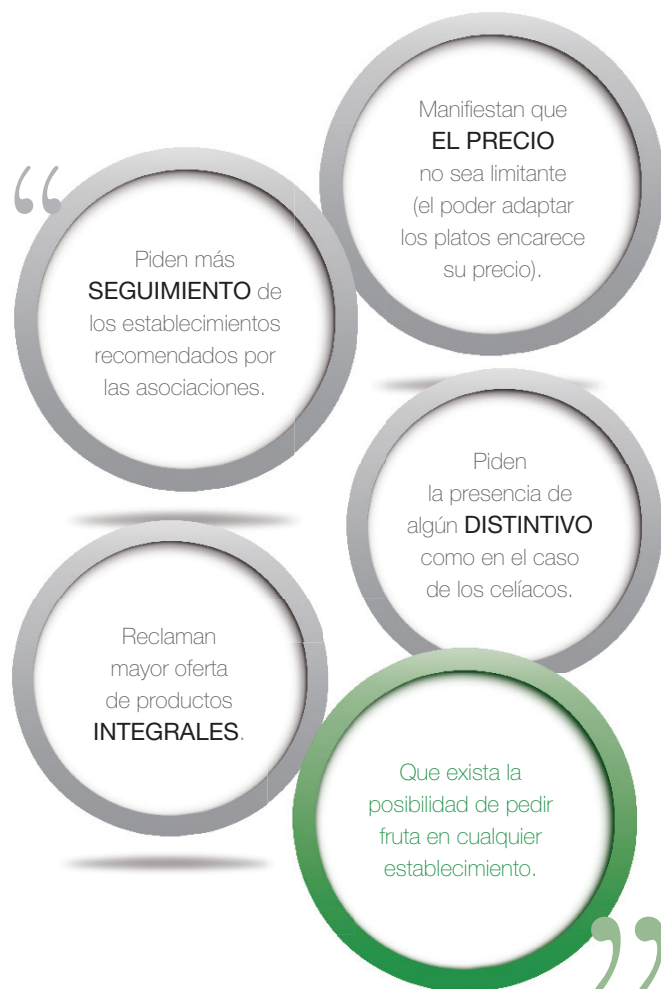 “
Manifiestan que
EL PRECIO
no sea limitante
(el poder adaptar
los platos encarece
su precio).
Piden más
SEGUIMIENTO de
los establecimientos
recomendados por
las asociaciones.
Piden
la presencia de
algún DISTINTIVO
como en el caso
de los celíacos.
Reclaman
mayor oferta
de productos
INTEGRALES.
Que exista la
posibilidad de pedir
fruta en cualquier
establecimiento.
”